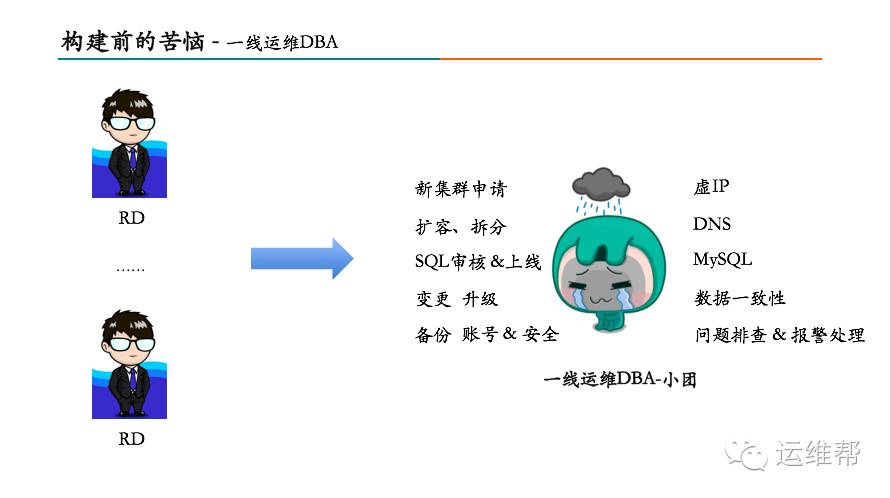 构建前的苦恼 - 一线运维DBA
RD
......
RD
新集群申请
扩容、拆分
SQL审核 &上线
变更 升级
备份 账号 & 安全
虚IP
DNS
MySQL
数据一致性
问题排查 & 报警处理
一线运维DBA-小团
运维帮